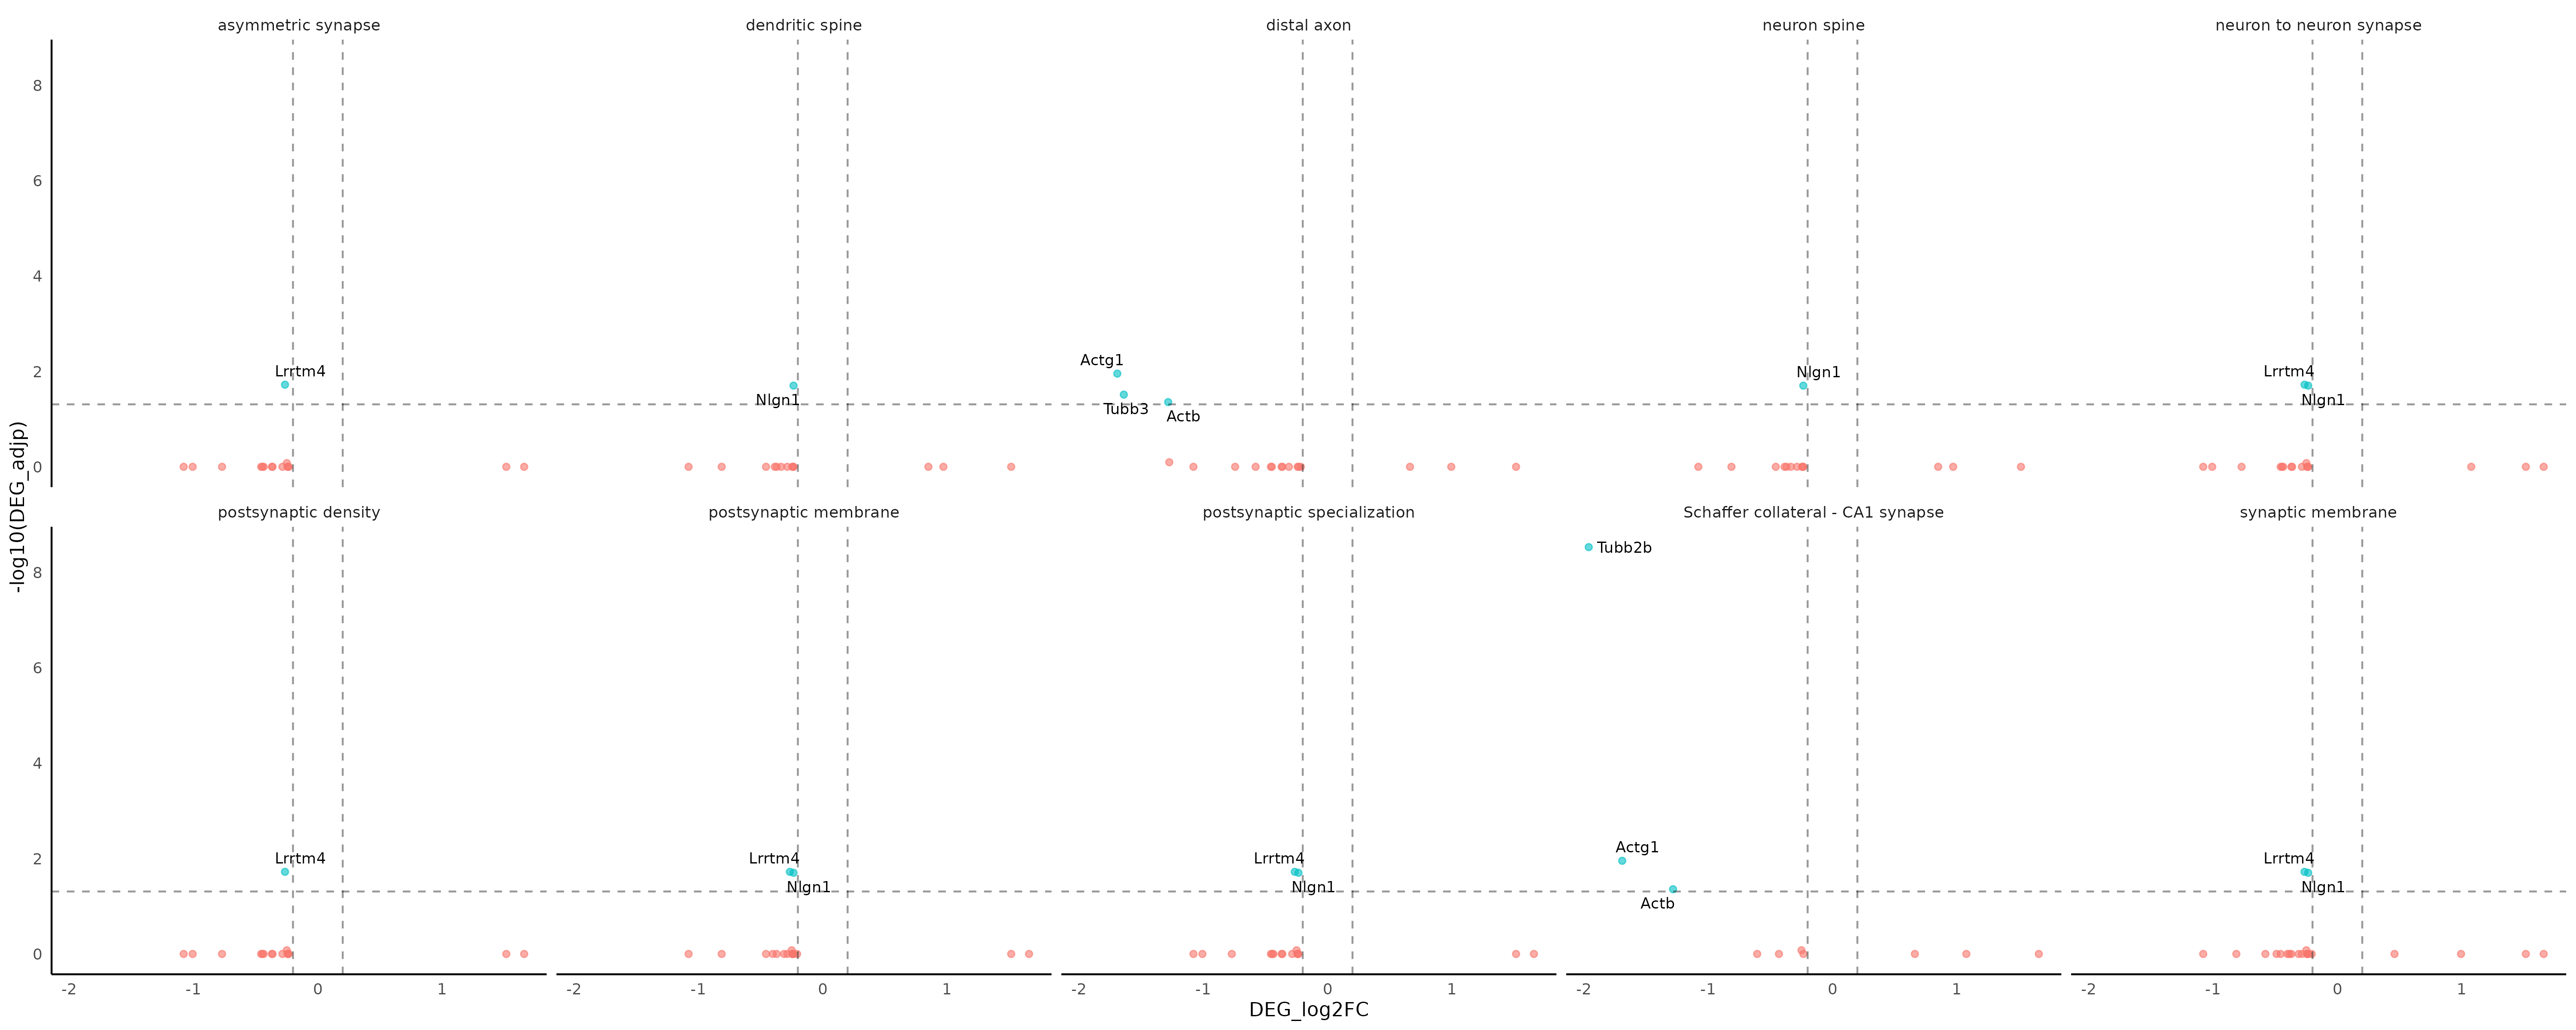 asymmetric synapse
dendritic spine
distal axon
neuron spine
neuron to neuron synapse
8
6
4
2
0
Lrrtm4
Nlgn1
Actg1
Tubb3
Actb
Nlgn1
Lrrtm4
Nlgn1
-log10(DEG_adjp)
postsynaptic density
postsynaptic membrane
postsynaptic specialization
Schaffer collateral - CA1 synapse
synaptic membrane
8
6
4
2
0
Lrrtm4
Lrrtm4
Nlgn1
Lrrtm4
Nlgn1
Tubb2b
Actg1
Actb
Lrrtm4
Nlgn1
-2 -1 0 1
-2 -1 0 1
-2 -1 0 1
-2 -1 0 1
-2 -1 0 1
DEG_log2FC